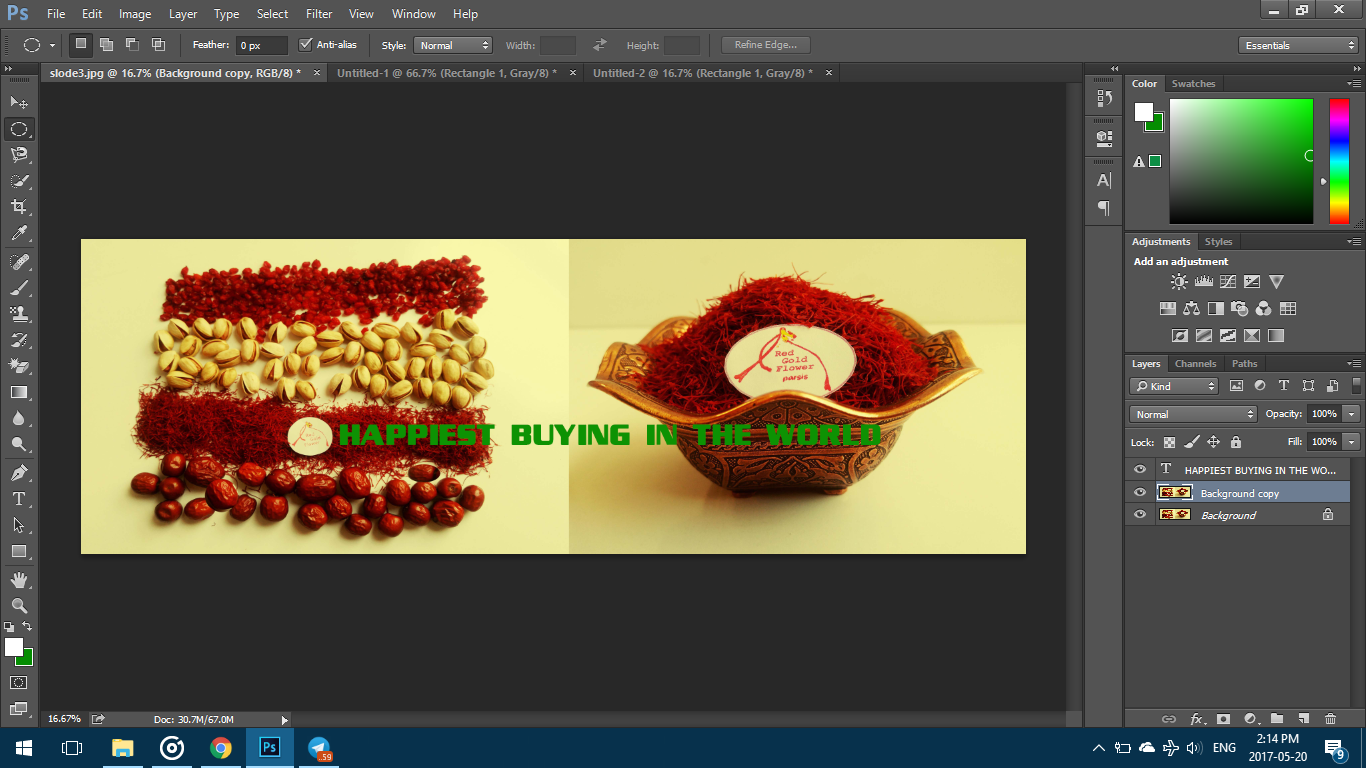 Ps File Edit Image Layer Type Select Filter View Window Help
Feather: 0 px Anti-alias Style: Normal Width: Height: Refine Edge... Essentials
slode3.jpg @ 16.7% (Background copy, RGB/8) * × Untitled-1 @ 66.7% (Rectangle 1, Gray/8) * × Untitled-2 @ 16.7% (Rectangle 1, Gray/8) * ×
Color Swatches
Adjustments Styles
Add an adjustment
Red
Gold
Flower
parsis
HAPPIEST BUYING IN THE WORLD
Layers Channels Paths
Kind
Normal Opacity: 100%
Lock: Fill: 100%
T HAPPIEST BUYING IN THE WO...
Background copy
Background
16.67% Doc: 30.7M/67.0M
Ps .59 ENG 2:14 PM
2017-05-20 9